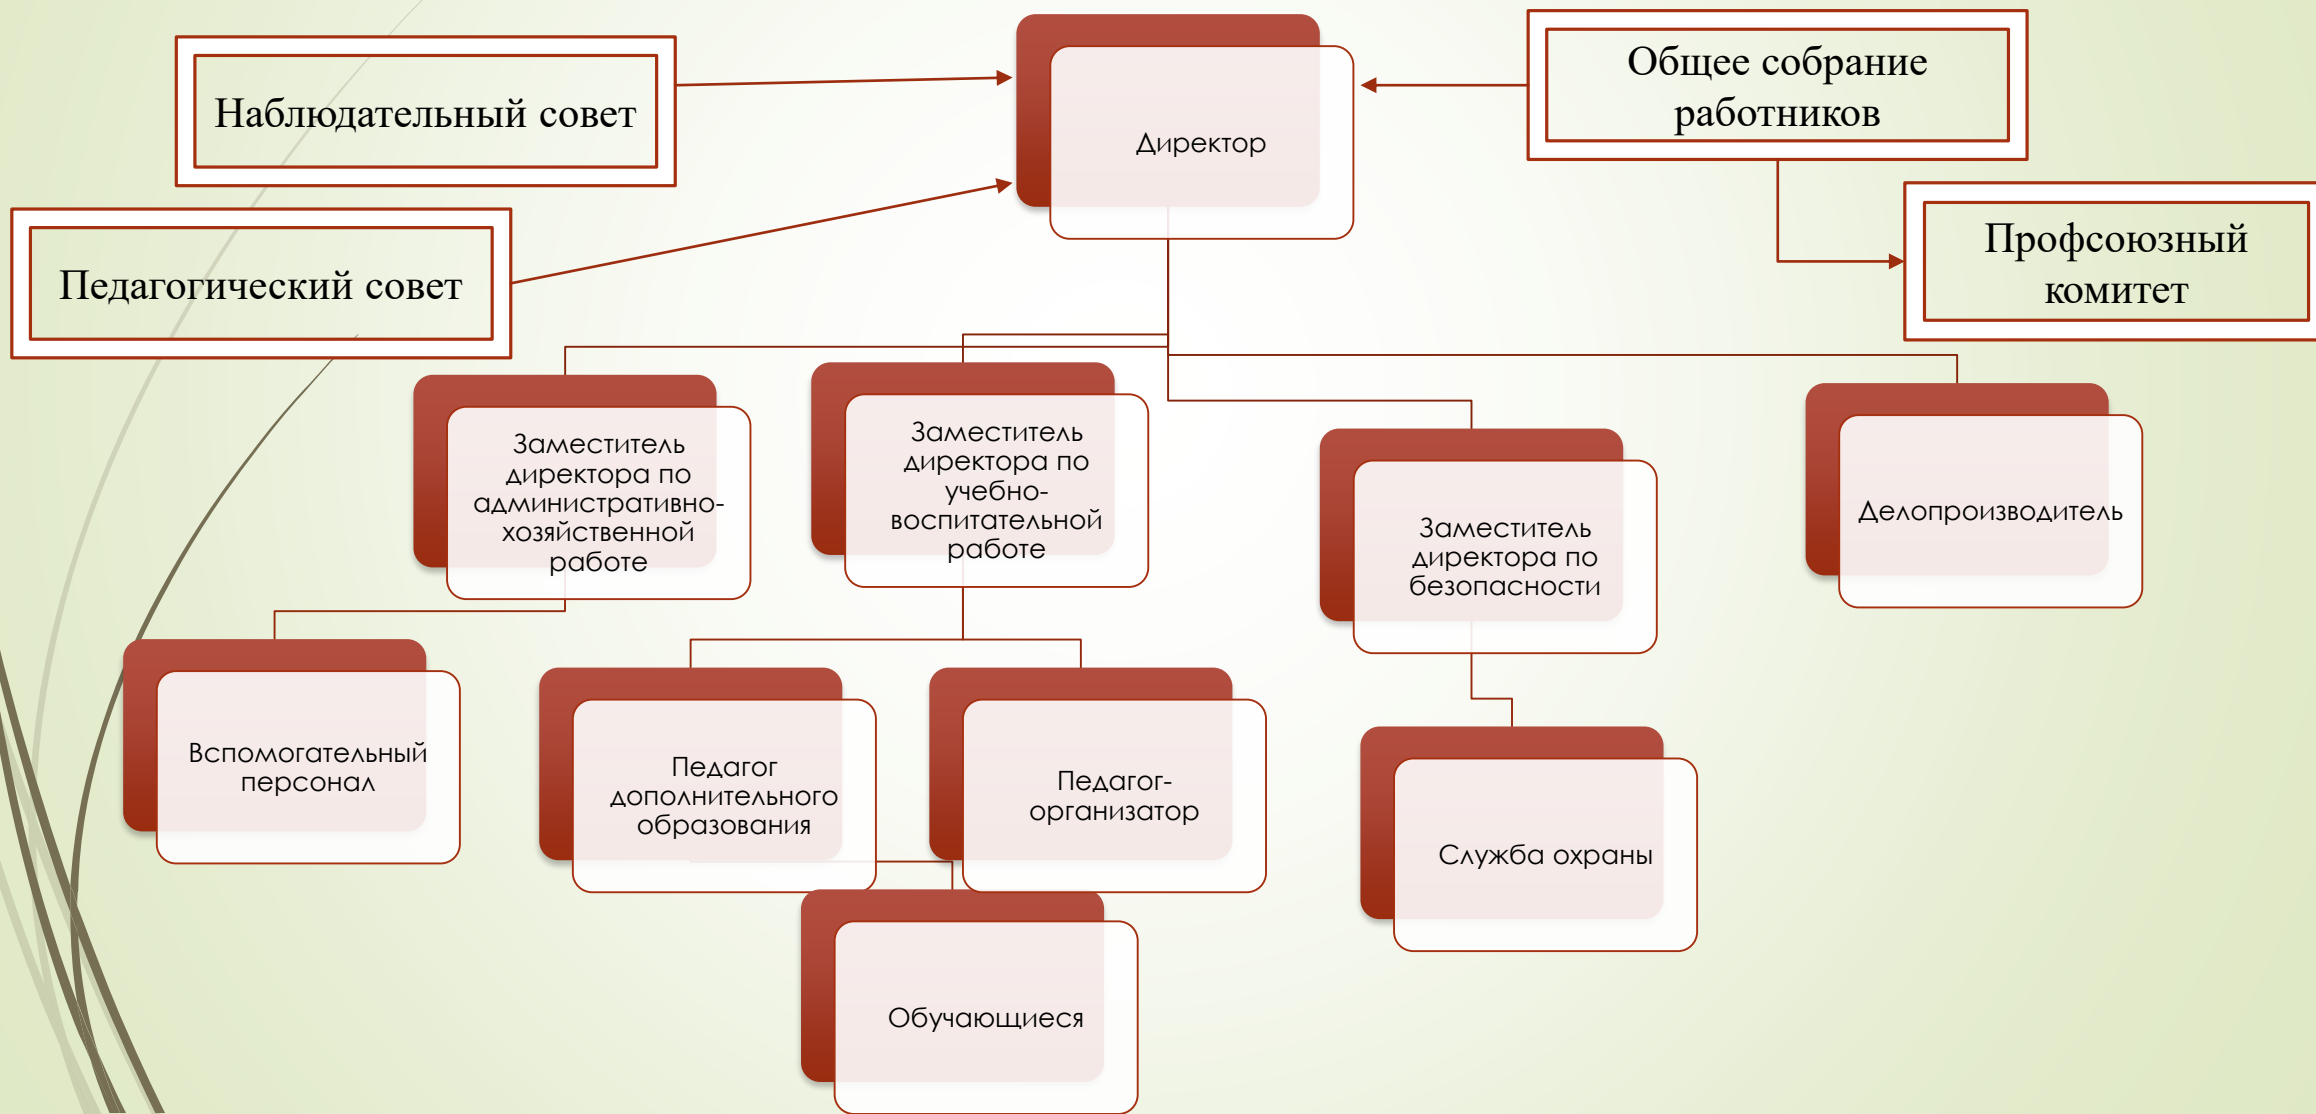 Наблюдательный совет
Директор
Общее собрание
работников
Педагогический совет
Профсоюзный
комитет
Заместитель
директора по
административно-
хозяйственной
работе
Заместитель
директора по
учебно-
воспитательной
работе
Заместитель
директора по
безопасности
Делопроизводитель
Вспомогательный
персонал
Педагог
дополнительного
образования
Педагог-
организатор
Служба охраны
Обучающиеся